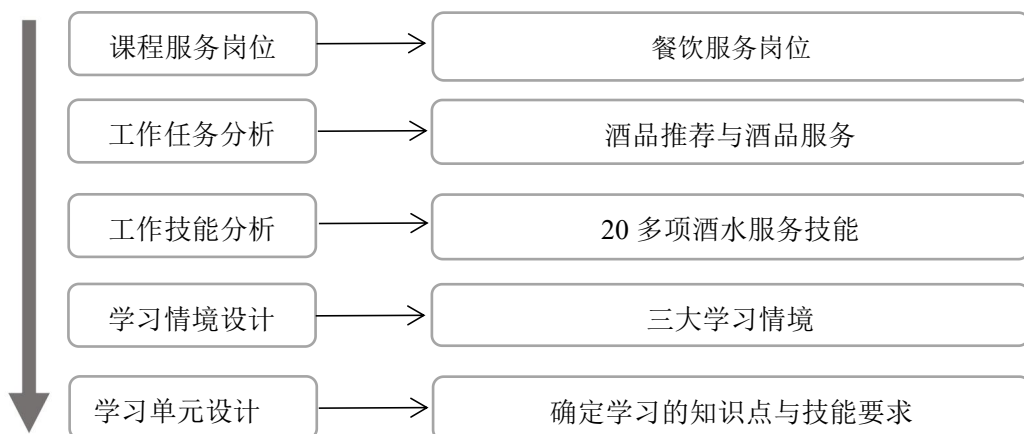 课程服务岗位
餐饮服务岗位
工作任务分析
酒品推荐与酒品服务
工作技能分析
20 多项酒水服务技能
学习情境设计
三大学习情境
学习单元设计
确定学习的知识点与技能要求